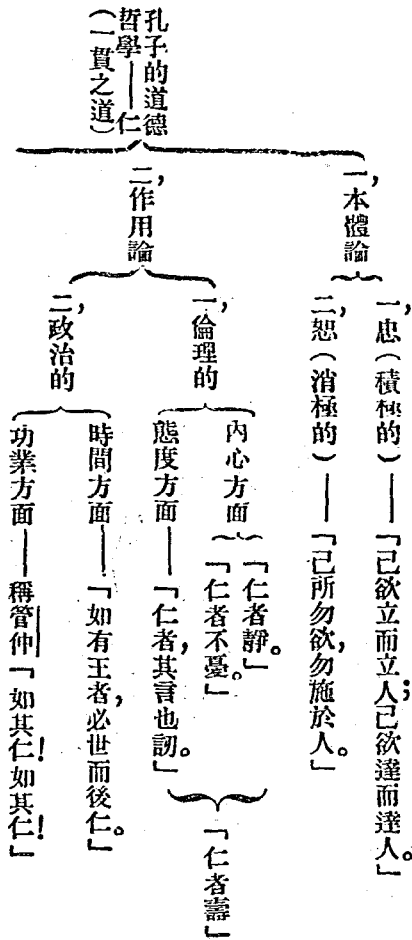 孔子的道德
哲學——仁
(一貫之道)
一,本體論
一,忠(積極的)——「己欲立而立人;己欲達而達人。」
二,恕(消極的)——「己所勿欲,勿施於人。」
二,作用論
一,倫理的
內心方面
「仁者靜。」
「仁者不憂。」
態度方面——「仁者,其言也訒。」
「仁者壽」
二,政治的
時間方面——「如有王者,必世而後仁。」
功業方面——稱管仲「如其仁!如其仁!」